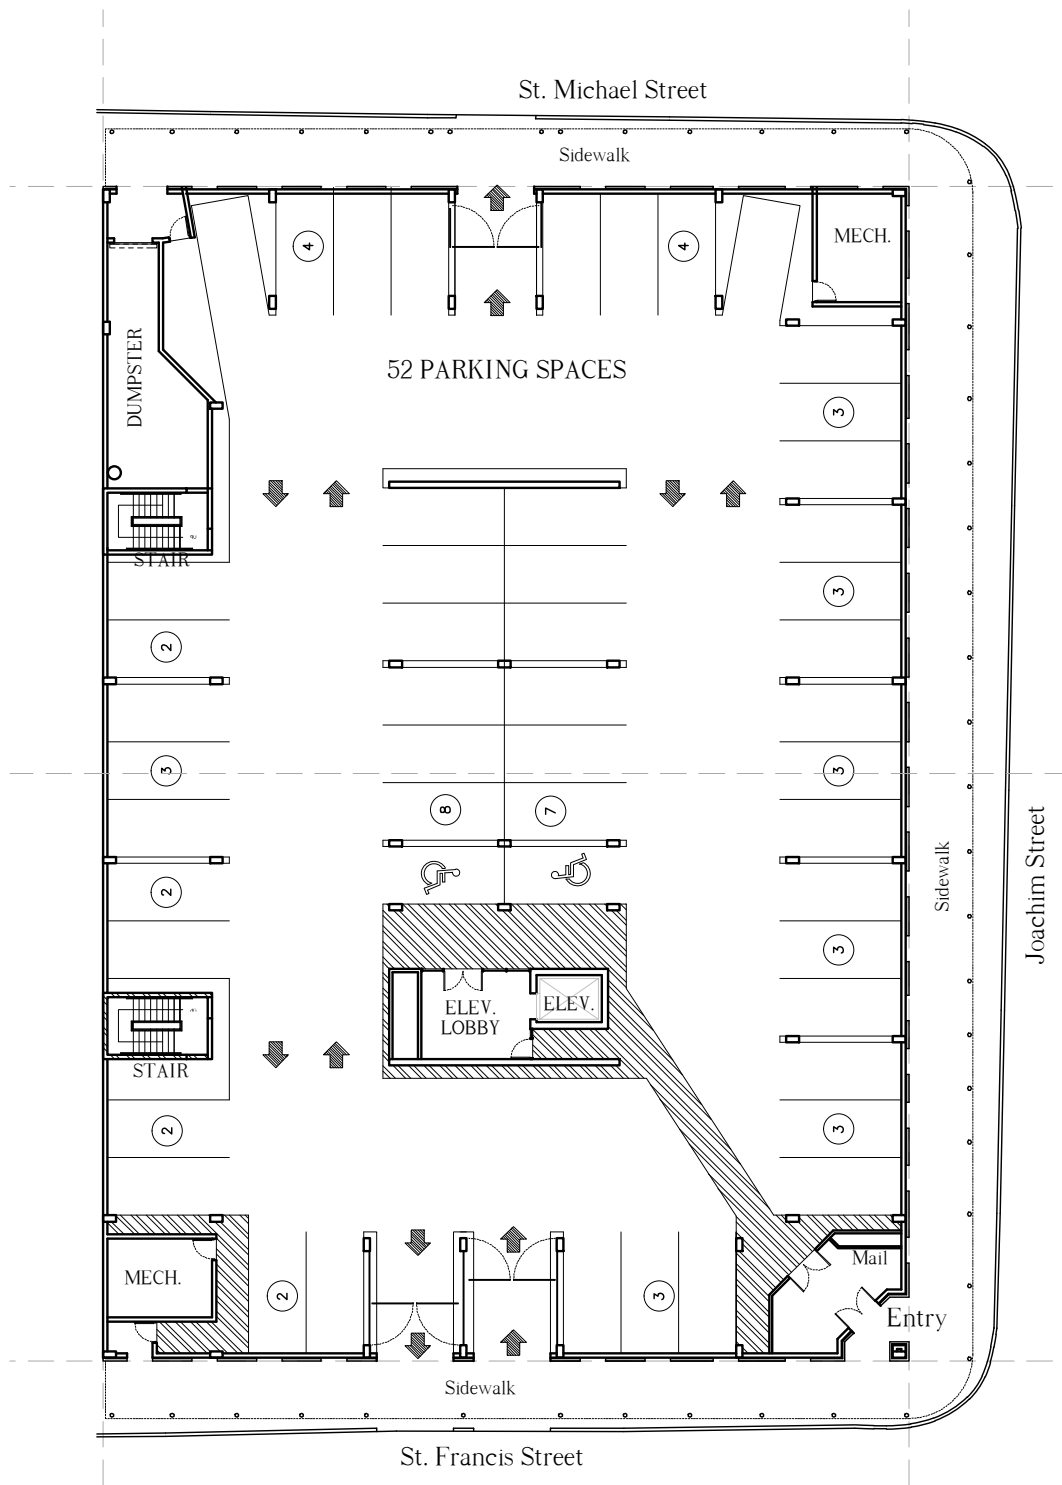 St. Michael Street
Sidewalk
4
4
MECH.
DUMPSTER
52 PARKING SPACES
3
STAIR
3
2
3
3
8
7
2
Sidewalk
Joachim Street
3
ELEV.
LOBBY
ELEV.
STAIR
2
3
MECH.
2
3
Mail
Entry
Sidewalk
St. Francis Street